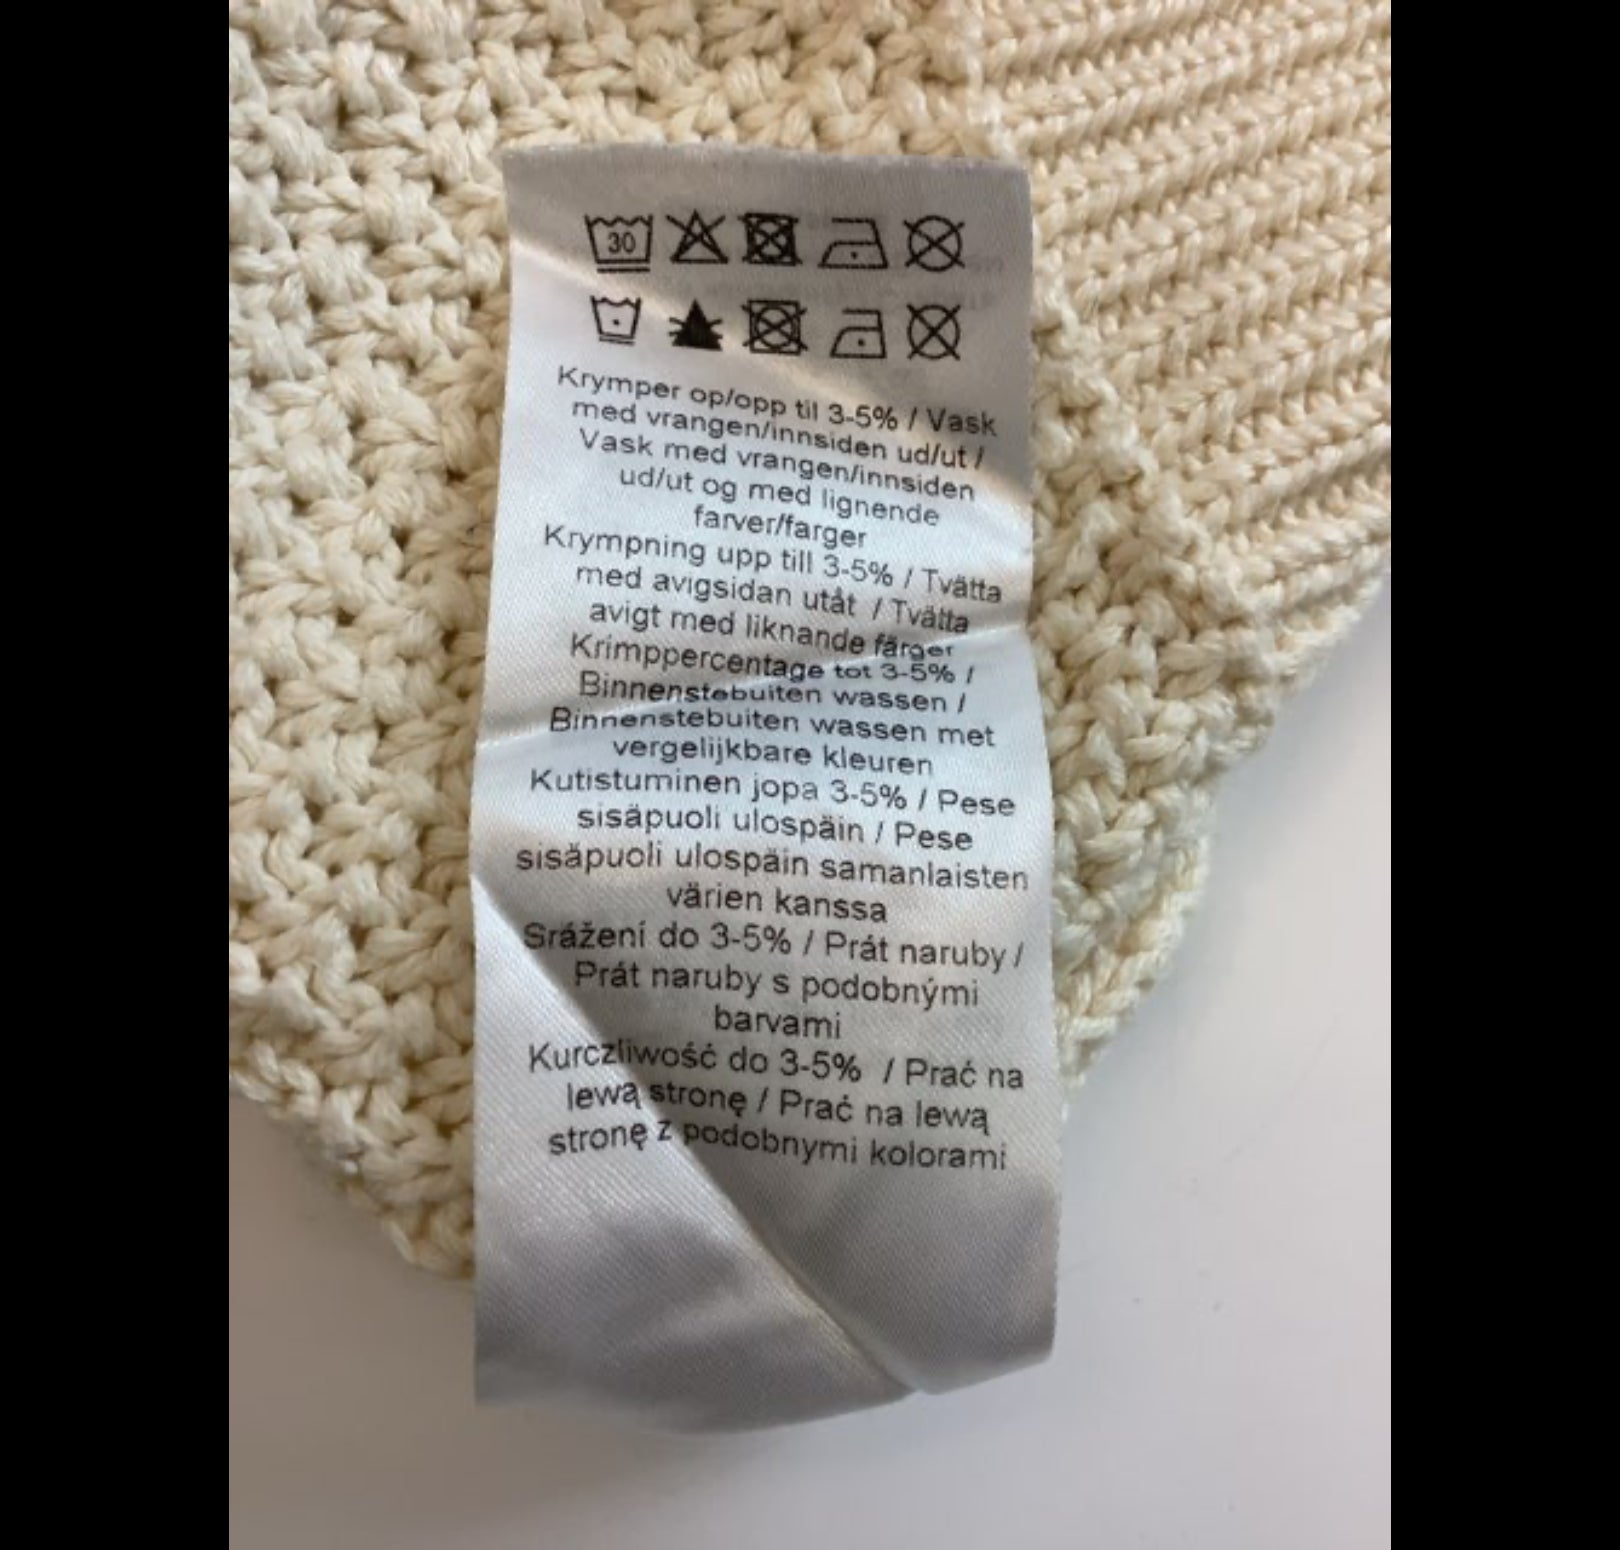 30
Krymper op/opp til 3-5% / Vask
med vrangen/innsiden ud/ut /
Vask med vrangen/innsiden
ud/ut og med lignende
farver/farger
Krympning upp till 3-5% / Tvätta
med avigsidan utåt / Tvätta
avigt med liknande färger
Krimppercentage tot 3-5% /
Binnenstebuiten wassen /
Binnenstebuiten wassen met
vergelijkbare kleuren
Kutistuminen jopa 3-5% / Pese
sisäpuoli ulospäin / Pese
sisäpuoli ulospäin samanlaisten
värien kanssa
Srážení do 3-5% / Prát naruby /
Prát naruby s podobnými
barvami
Kurczliwość do 3-5% / Prać na
lewą stronę / Prać na lewą
stronę z podobnymi kolorami